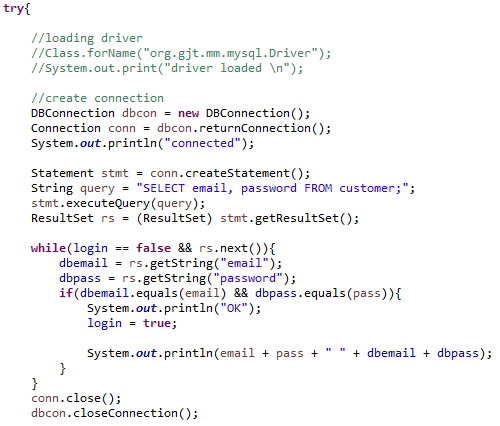 try{
//loading driver
//Class.forName("org.gjt.mm.mysql.Driver");
//System.out.print("driver loaded \n");
//create connection
DBConnection dbcon = new DBConnection();
Connection conn = dbcon.returnConnection();
System.out.println("connected");
Statement stmt = conn.createStatement();
String query = "SELECT email, password FROM customer;";
stmt.executeQuery(query);
ResultSet rs = (ResultSet) stmt.getResultSet();
while(login == false && rs.next()){
dbemail = rs.getString("email");
dbpass = rs.getString("password");
if(dbemail.equals(email) && dbpass.equals(pass)){
System.out.println("OK");
login = true;
System.out.println(email + pass + " " + dbemail + dbpass);
}
}
conn.close();
dbcon.closeConnection();